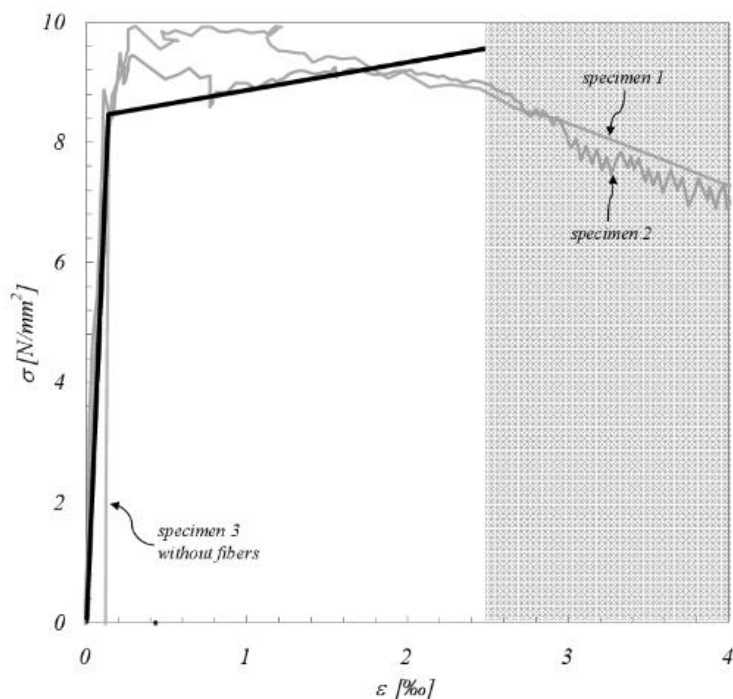 10
8
6
4
2
0
σ [N/mm²]
specimen 1
specimen 2
specimen 3
without fibers
0 1 2 3 4
ε [‰]